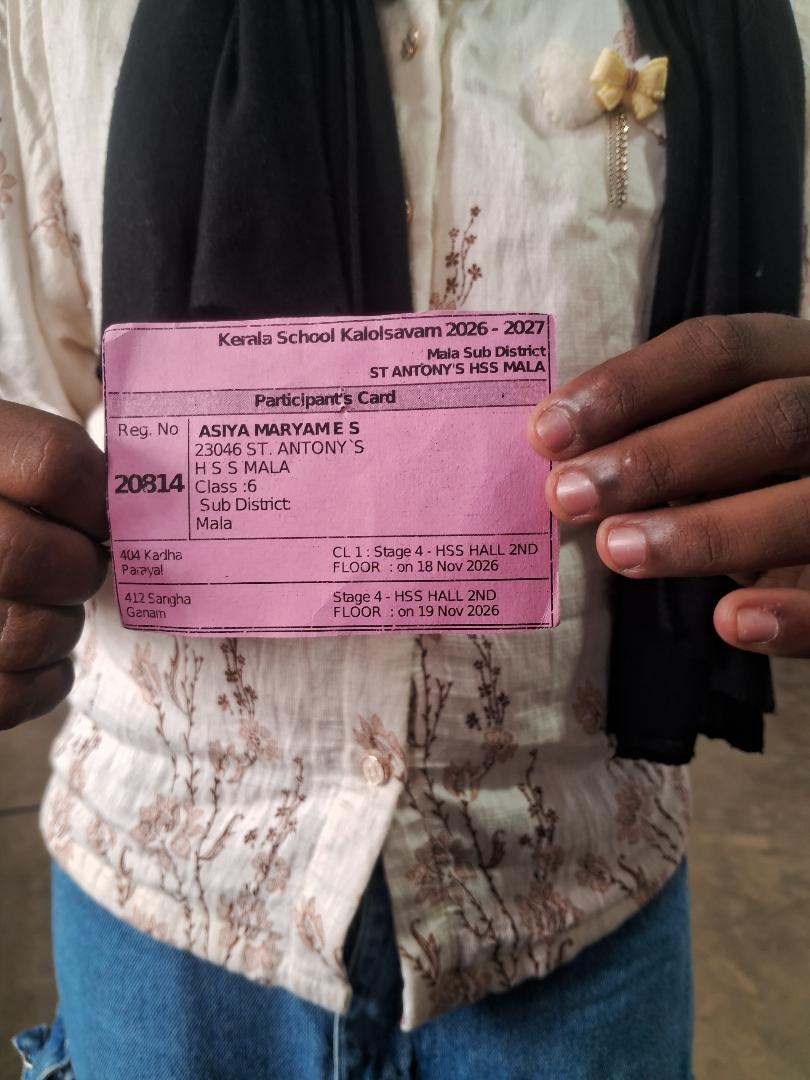 Kerala School Kalolsavam 2026 - 2027
Mala Sub District
ST ANTONY'S HSS MALA
Participant's Card
Reg. No
20814
ASIYA MARYAM E S
23046 ST. ANTONY`S
H S S MALA
Class :6
Sub District:
Mala
404 Kadha
Parayal
CL 1 : Stage 4 - HSS HALL 2ND
FLOOR : on 18 Nov 2026
412 Sangha
Ganam
Stage 4 - HSS HALL 2ND
FLOOR : on 19 Nov 2026